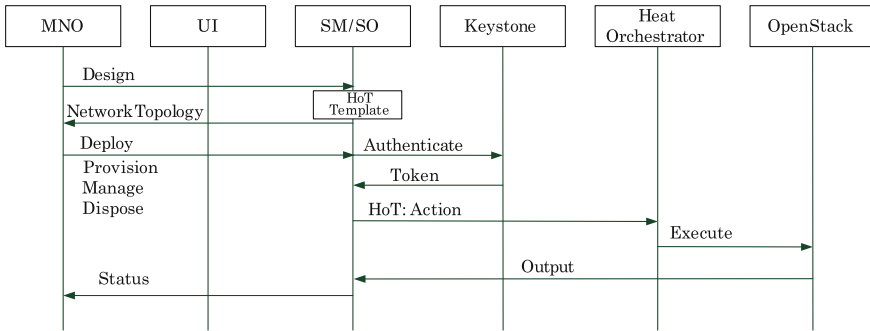 MNO
UI
SM/SO
Keystone
Heat
Orchestrator
OpenStack
Design
HoT
Template
Network Topology
Deploy
Authenticate
Provision
Token
Manage
Dispose
HoT: Action
Execute
Output
Status